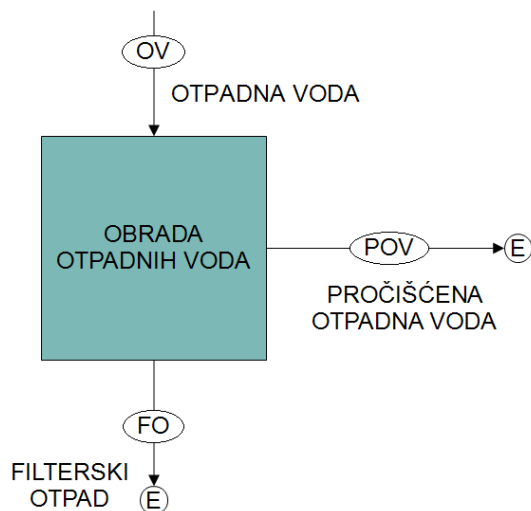 OV
OTPADNA VODA
OBRADA
OTPADNIH VODA
POV
E
PROČIŠĆENA
OTPADNA VODA
FO
FILTERSKI
OTPAD
E